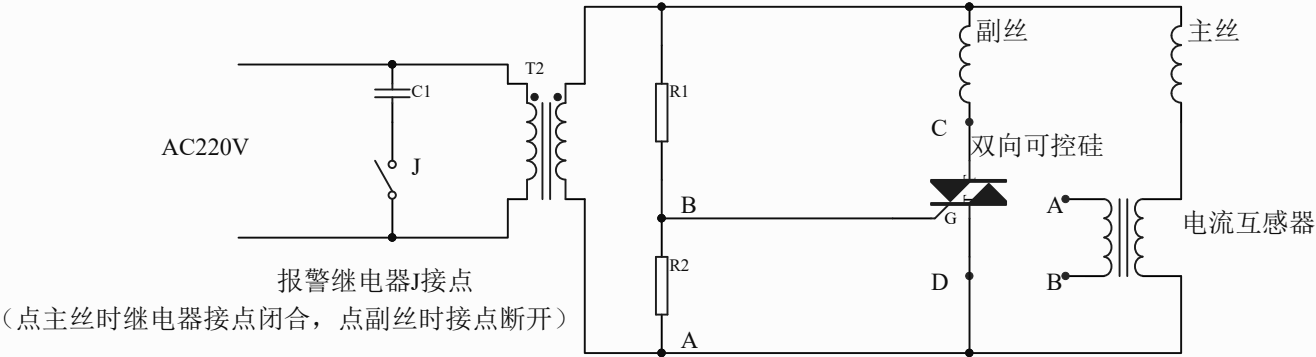 副丝
主丝
T2
C1
R1
C
双向可控硅
AC220V
J
B
A
G
电流互感器
R2
D
B
报警继电器J接点
（点主丝时继电器接点闭合，点副丝时接点断开）
A